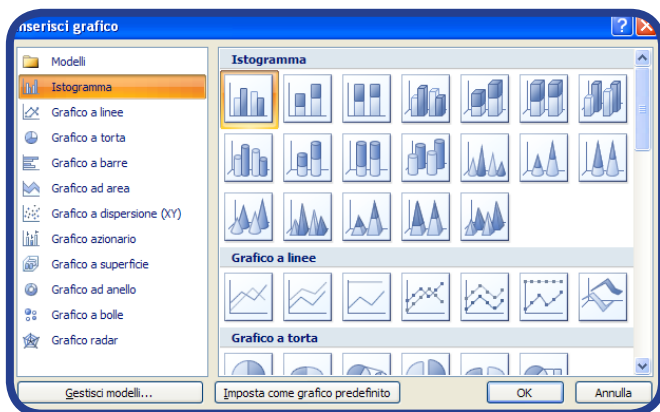 nserisci grafico
Modelli
Istogramma
Grafico a linee
Grafico a torta
Grafico a barre
Grafico ad area
Grafico a dispersione (XY)
Grafico azionario
Grafico a superficie
Grafico ad anello
Grafico a bolle
Grafico radar
Istogramma
Grafico a linee
Grafico a torta
Gestisci modelli...
Imposta come grafico predefinito
OK
Annulla